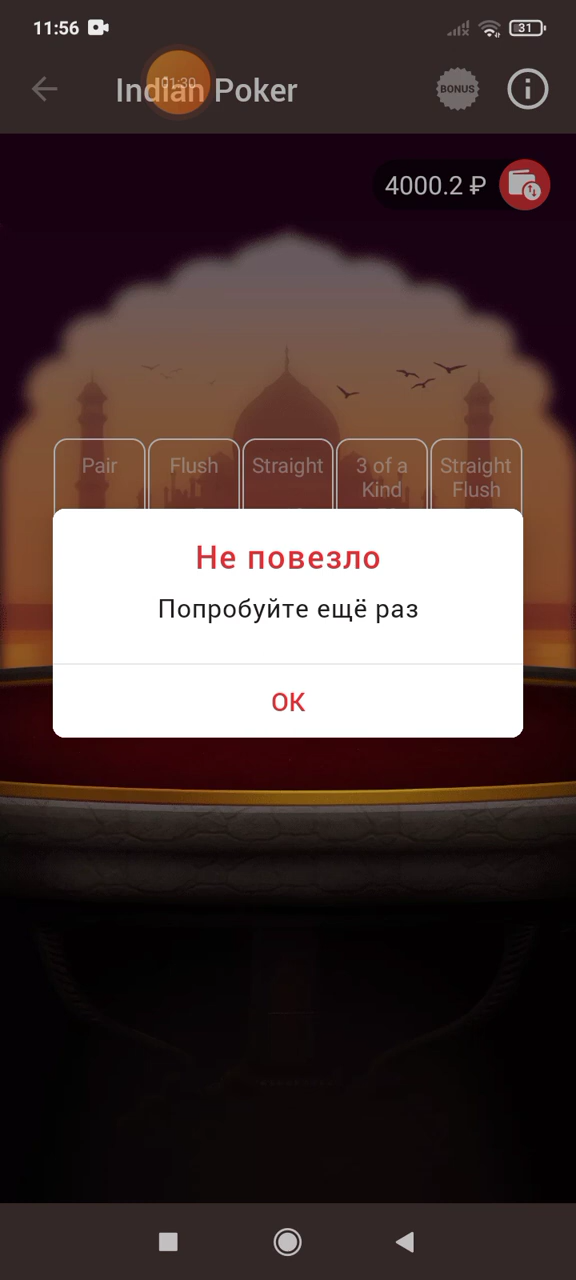 11:56
31
01:30
Indian Poker
BONUS
4000.2 ₽
Pair
Flush
Straight
3 of a
Kind
Straight
Flush
Не повезло
Попробуйте ещё раз
OK